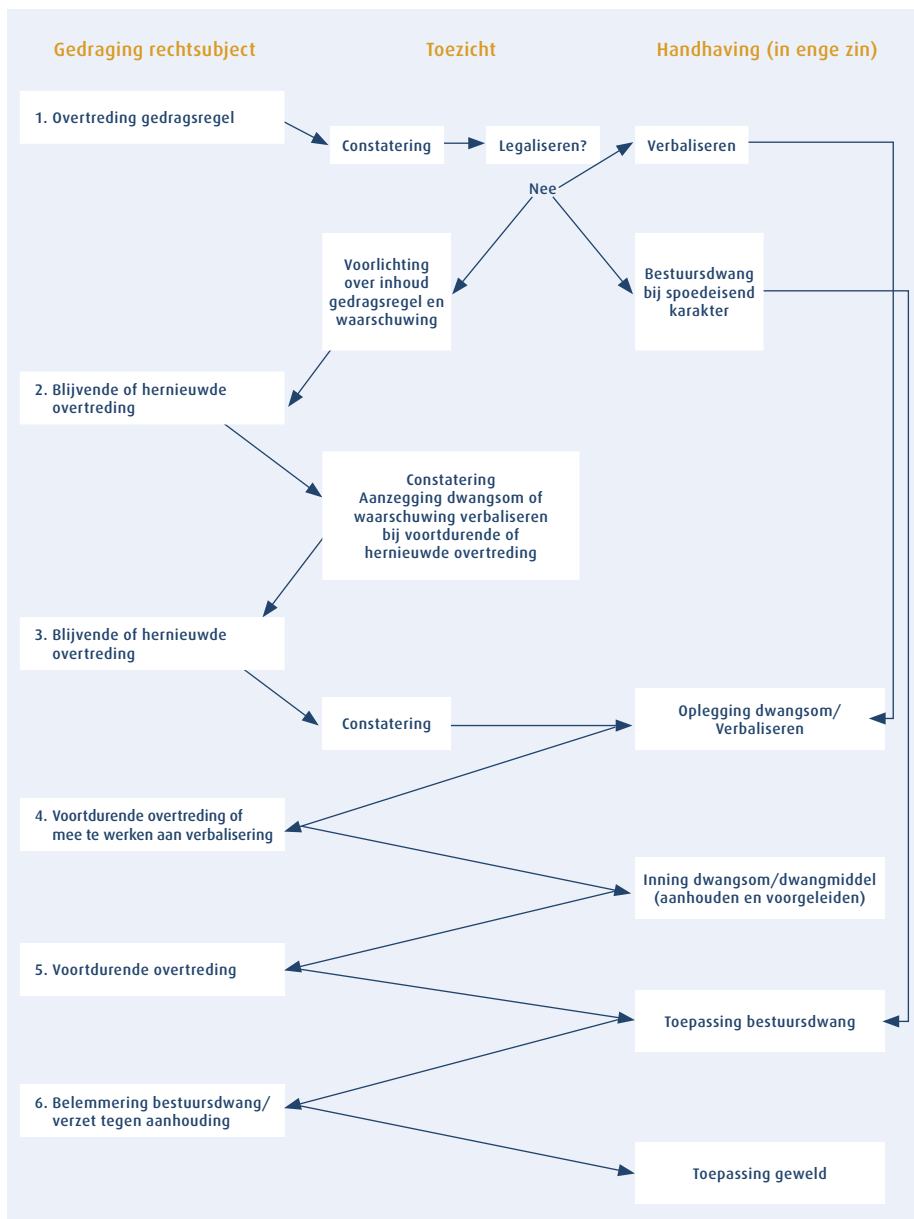 Gedraging rechtsubject
Toezicht
Handhaving (in enge zin)
1. Overtreding gedragsregel
Constatering
Legaliseren?
Verbaliseren
Nee
Voorlichting
over inhoud
gedragsregel en
waarschuwing
Bestuursdwang
bij spoedeisend
karakter
2. Blijvende of hernieuwde
overtreding
Constatering
Aanzegging dwangsom of
waarschuwing verbaliseren
bij voortdurende of
hernieuwde overtreding
3. Blijvende of hernieuwde
overtreding
Constatering
Oplegging dwangsom/
Verbaliseren
4. Voortdurende overtreding of
mee te werken aan verbalisering
Inning dwangsom/dwangmiddel
(aanhouden en voorgeleiden)
5. Voortdurende overtreding
Toepassing bestuursdwang
6. Belemmering bestuursdwang/
verzet tegen aanhouding
Toepassing geweld